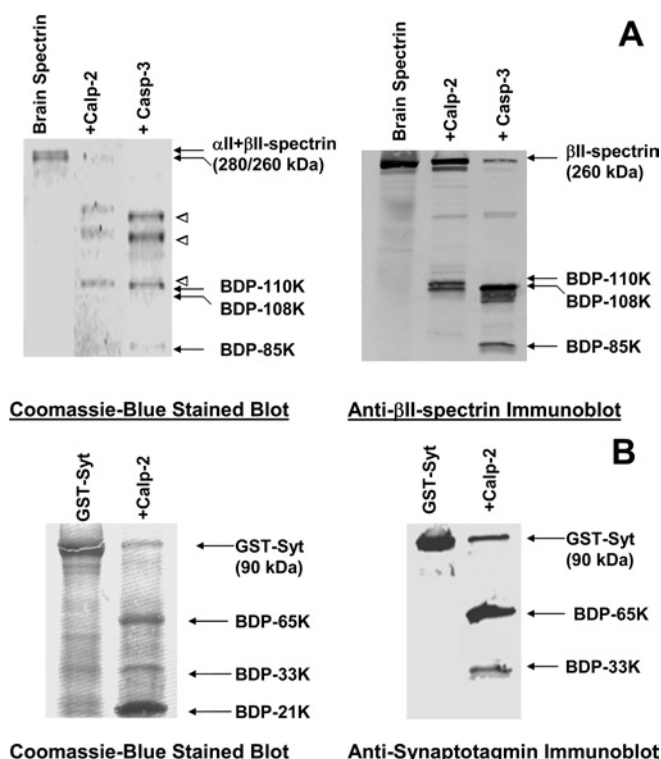 A
Brain Spectrin
+Calp-2
+ Casp-3
αII+βII-spectrin
(280/260 kDa)
BDP-110K
BDP-108K
BDP-85K
Coomassie-Blue Stained Blot
Brain Spectrin
+Calp-2
+ Casp-3
βII-spectrin
(260 kDa)
BDP-110K
BDP-108K
BDP-85K
Anti-βII-spectrin Immunoblot
B
GST-Syt
+Calp-2
GST-Syt
(90 kDa)
BDP-65K
BDP-33K
BDP-21K
Coomassie-Blue Stained Blot
GST-Syt
+Calp-2
GST-Syt
(90 kDa)
BDP-65K
BDP-33K
Anti-Synaptotagmin Immunoblot